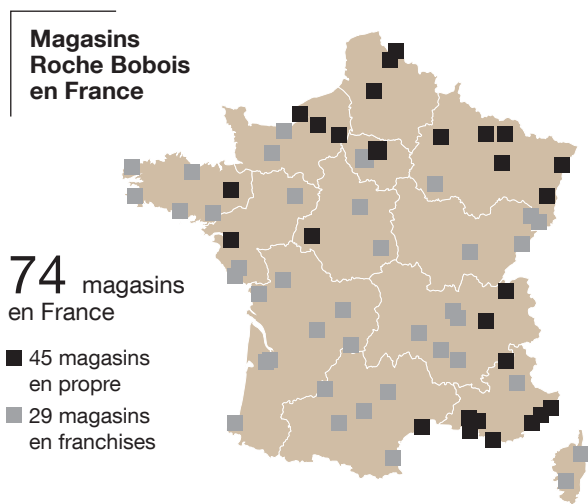 Magasins
Roche Bobois
en France
74 magasins
en France
45 magasins
en propre
29 magasins
en franchises